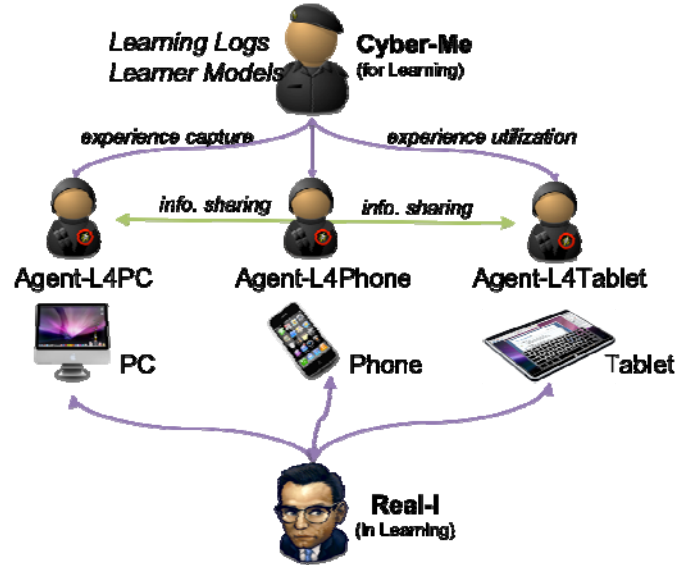 Learning Logs
Learner Models
Cyber-Me
(for Learning)
experience capture
experience utilization
info. sharing
info. sharing
Agent-L4PC
Agent-L4Phone
Agent-L4Tablet
PC
Phone
Tablet
Real-I
(in Learning)